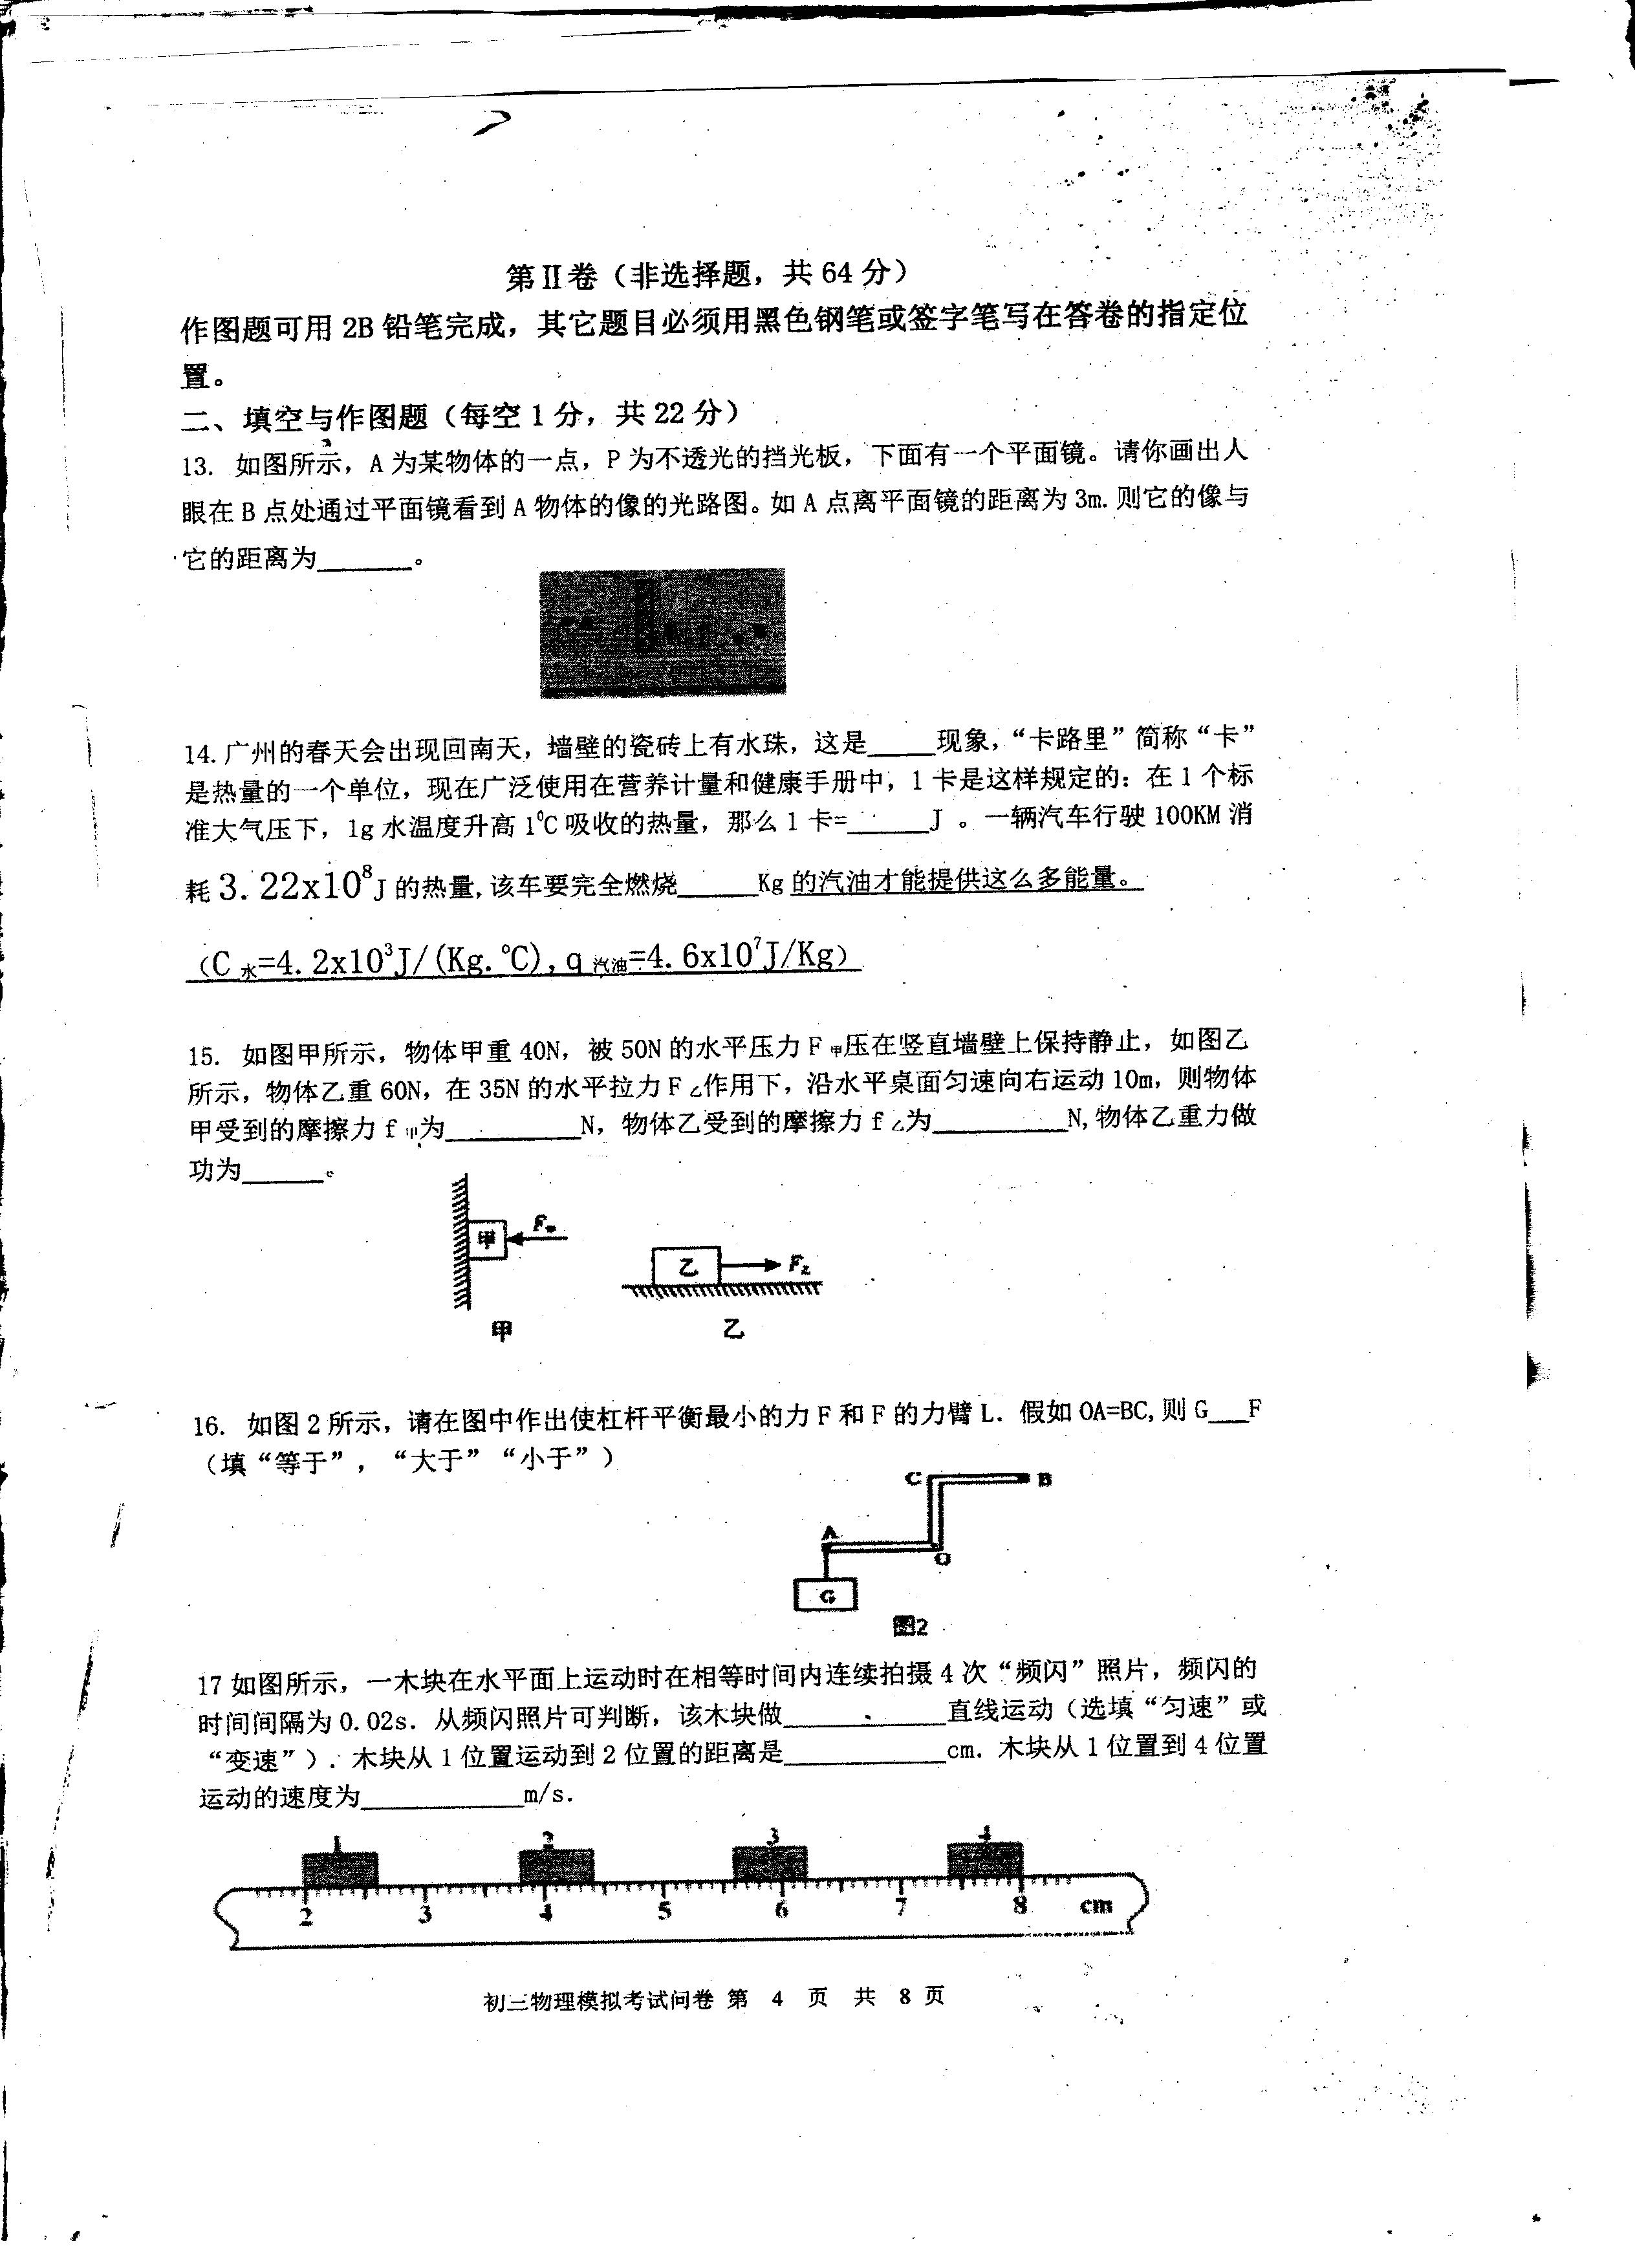 第Ⅱ卷（非选择题，共 64 分）
作图题可用 2B 铅笔完成，其它题目必须用黑色钢笔或签字笔写在答卷的指定位
置。
二、填空与作图题（每空 1 分，共 22 分）
13. 如图所示，A 为某物体的一点，P 为不透光的挡光板，下面有一个平面镜。请你画出人
眼在 B 点处通过平面镜看到 A 物体的像的光路图。如 A 点离平面镜的距离为 3m. 则它的像与
它的距离为______。
14. 广州的春天会出现回南天，墙壁的瓷砖上有水珠，这是_____现象，“卡路里”简称“卡”
是热量的一个单位，现在广泛使用在营养计量和健康手册中，1 卡是这样规定的：在 1 个标
准大气压下，1g 水温度升高 1⁰C 吸收的热量，那么 1 卡=______J 。一辆汽车行驶 100KM 消
耗 3. 22x10⁸J 的热量, 该车要完全燃烧______Kg 的汽油才能提供这么多能量。
（C 水=4. 2x10³J/(Kg. ℃), q 汽油=4. 6x10⁷J/Kg）
15. 如图甲所示，物体甲重 40N，被 50N 的水平压力 F 甲压在竖直墙壁上保持静止，如图乙
所示，物体乙重 60N，在 35N 的水平拉力 F 乙作用下，沿水平桌面匀速向右运动 10m，则物体
甲受到的摩擦力 f 甲为__________N，物体乙受到的摩擦力 f 乙为__________N, 物体乙重力做
功为______。
甲 F甲
乙 F乙
甲 乙
16. 如图 2 所示，请在图中作出使杠杆平衡最小的力 F 和 F 的力臂 L. 假如 OA=BC, 则 G___F
（填“等于”，“大于”“小于”）
C B
A
O
G
图2
17 如图所示，一木块在水平面上运动时在相等时间内连续拍摄 4 次“频闪”照片，频闪的
时间间隔为 0.02s. 从频闪照片可判断，该木块做____________直线运动（选填“匀速”或
“变速”）. 木块从 1 位置运动到 2 位置的距离是____________cm. 木块从 1 位置到 4 位置
运动的速度为____________m/s.
1 2 3 4
2 3 4 5 6 7 8 cm
初三物理模拟考试问卷 第 4 页 共 8 页